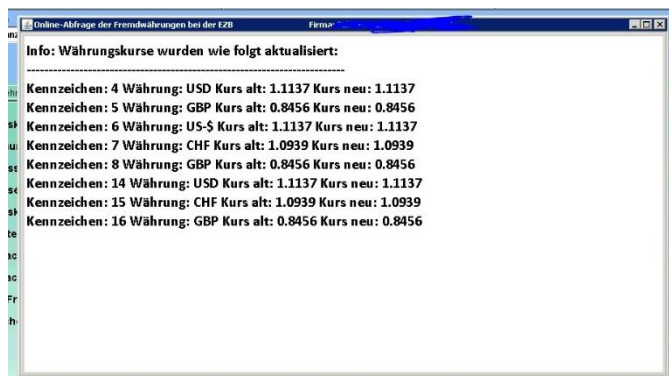 Online-Abfrage der Fremdwährungen bei der EZB Firma:
Info: Währungskurse wurden wie folgt aktualisiert:
--------------------------------------------------------------------------
Kennzeichen: 4 Währung: USD Kurs alt: 1.1137 Kurs neu: 1.1137
Kennzeichen: 5 Währung: GBP Kurs alt: 0.8456 Kurs neu: 0.8456
Kennzeichen: 6 Währung: US-$ Kurs alt: 1.1137 Kurs neu: 1.1137
Kennzeichen: 7 Währung: CHF Kurs alt: 1.0939 Kurs neu: 1.0939
Kennzeichen: 8 Währung: GBP Kurs alt: 0.8456 Kurs neu: 0.8456
Kennzeichen: 14 Währung: USD Kurs alt: 1.1137 Kurs neu: 1.1137
Kennzeichen: 15 Währung: CHF Kurs alt: 1.0939 Kurs neu: 1.0939
Kennzeichen: 16 Währung: GBP Kurs alt: 0.8456 Kurs neu: 0.8456